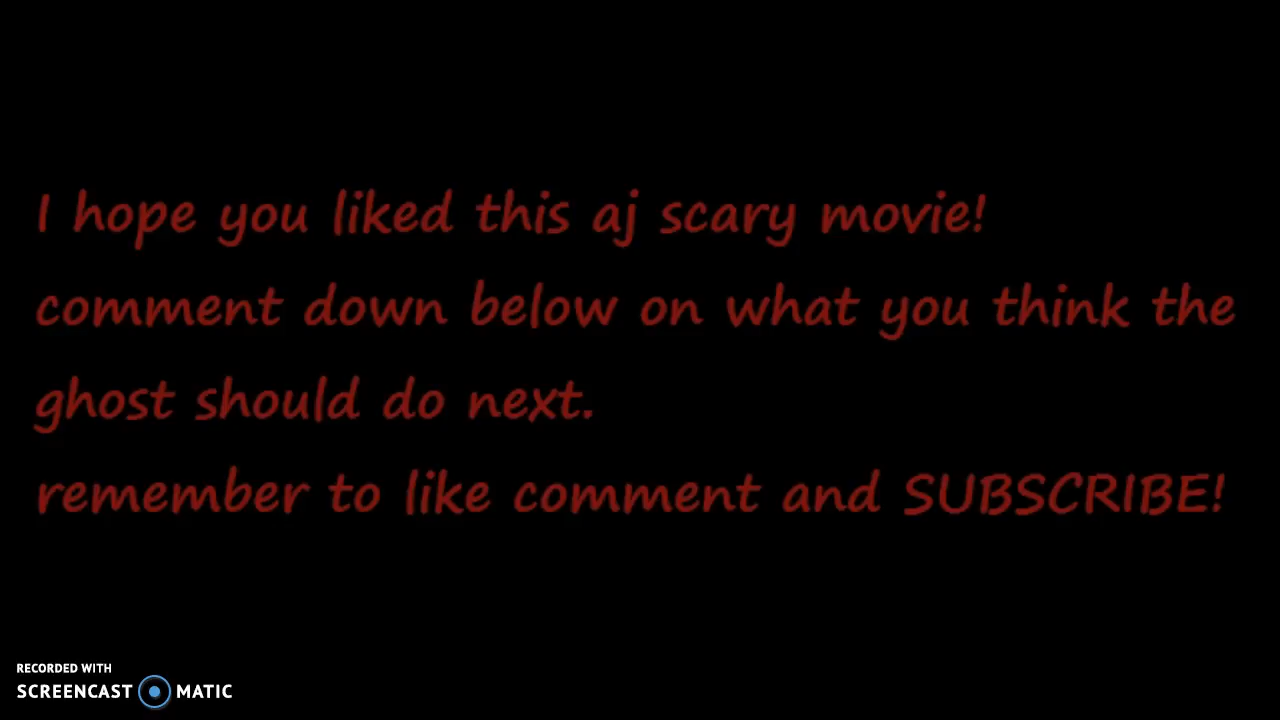 I hope you liked this aj scary movie!
comment down below on what you think the
ghost should do next.
remember to like comment and SUBSCRIBE!
RECORDED WITH
SCREENCAST MATIC